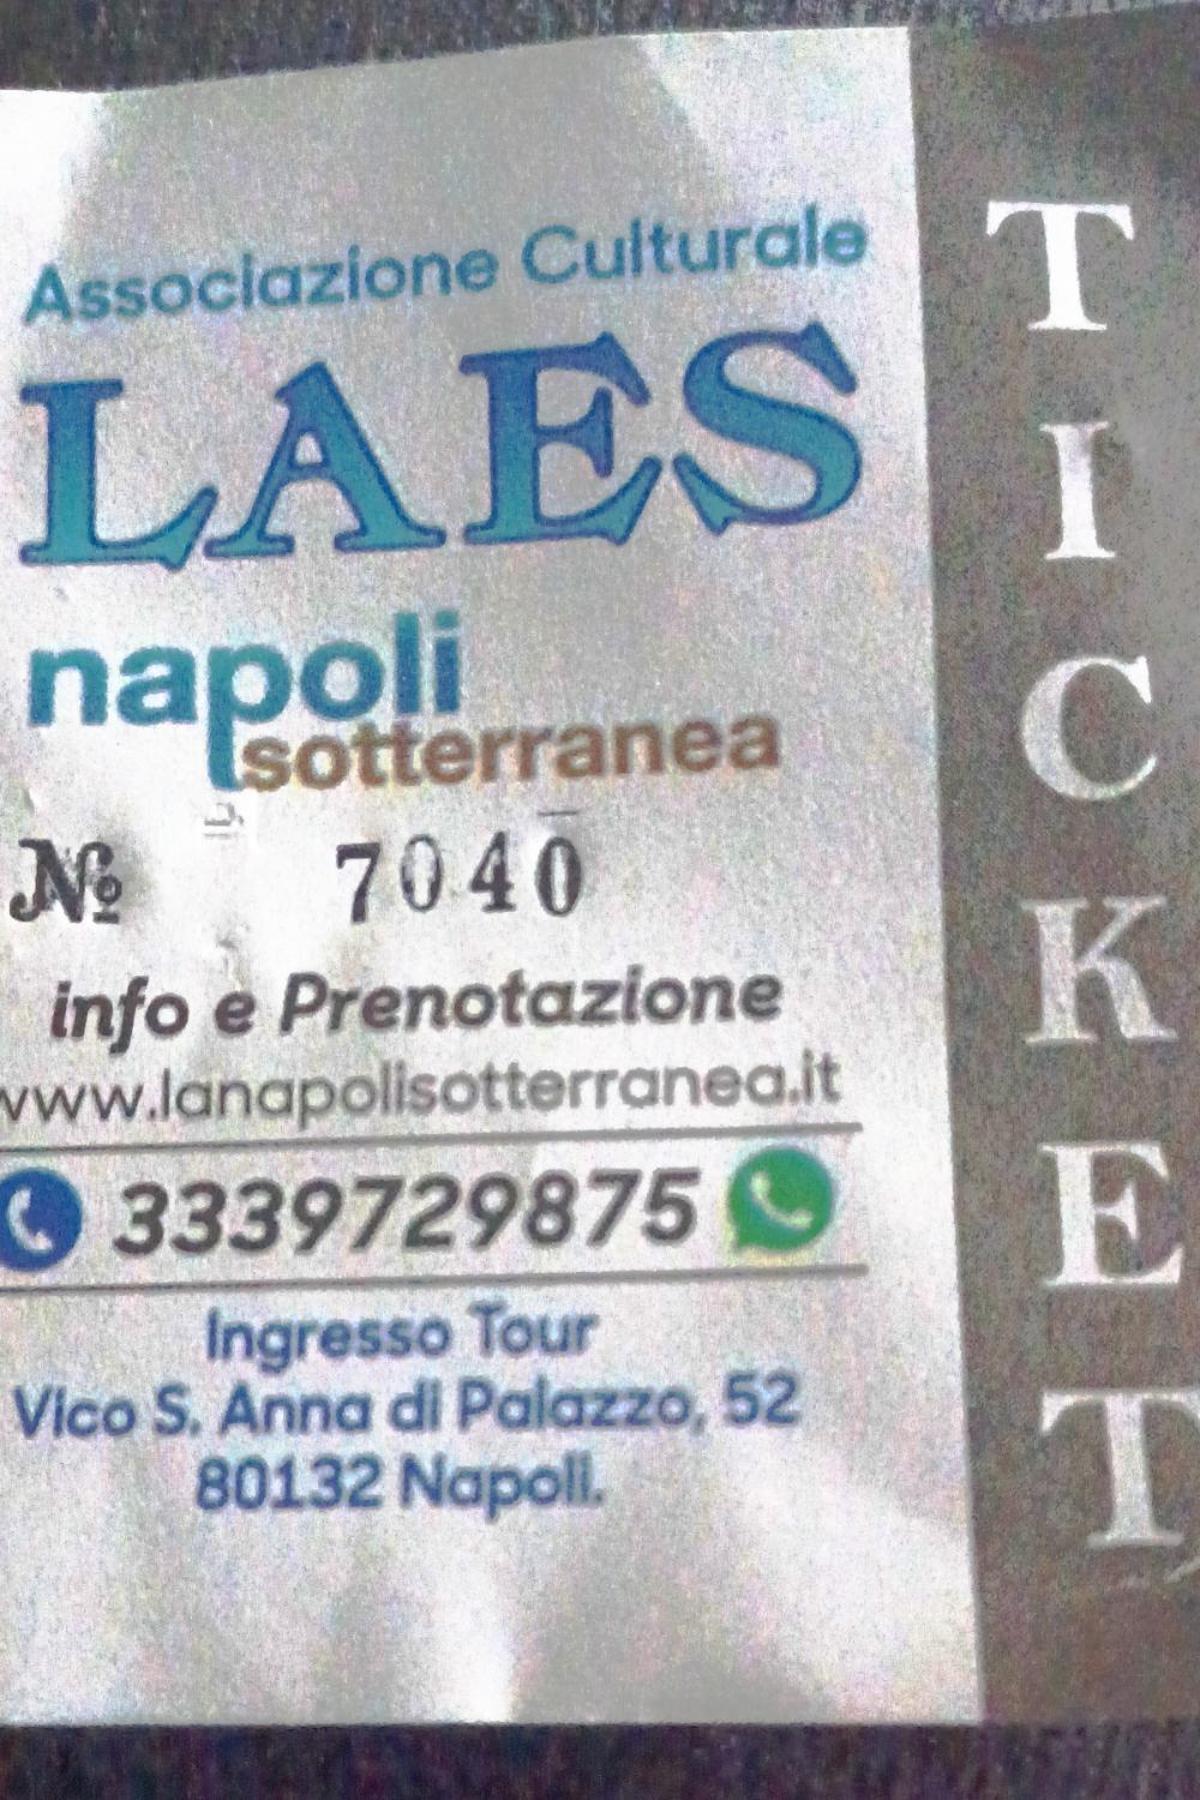 Associazione Culturale
LAES
napoli
sotterranea
№ 7040
info e Prenotazione
www.lanapolisotterranea.it
3339729875
Ingresso Tour
Vico S. Anna di Palazzo, 52
80132 Napoli.
TICKET